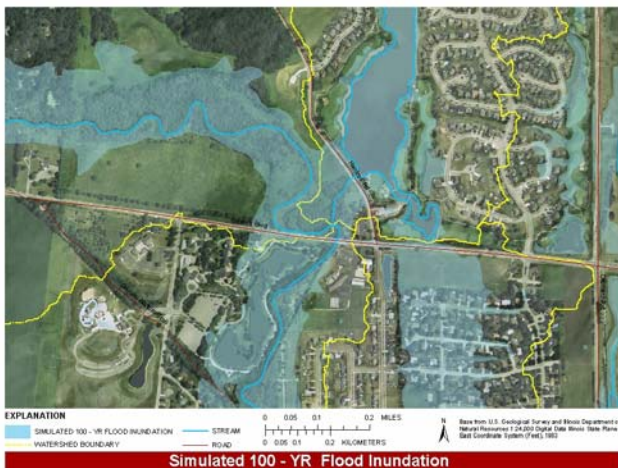 EXPLANATION
SIMULATED 100 - YR FLOOD INUNDATION
WATERSHED BOUNDARY
STREAM
ROAD
0 0.05 0.1 0.2 MILES
0 0.05 0.1 0.2 KILOMETERS
N
Base from U.S. Geological Survey and Illinois Department o
Natural Resources 1:24,000 Digital Data Illinois State Plane
East Coordinate System (Feet), 1983
Simulated 100 - YR Flood Inundation